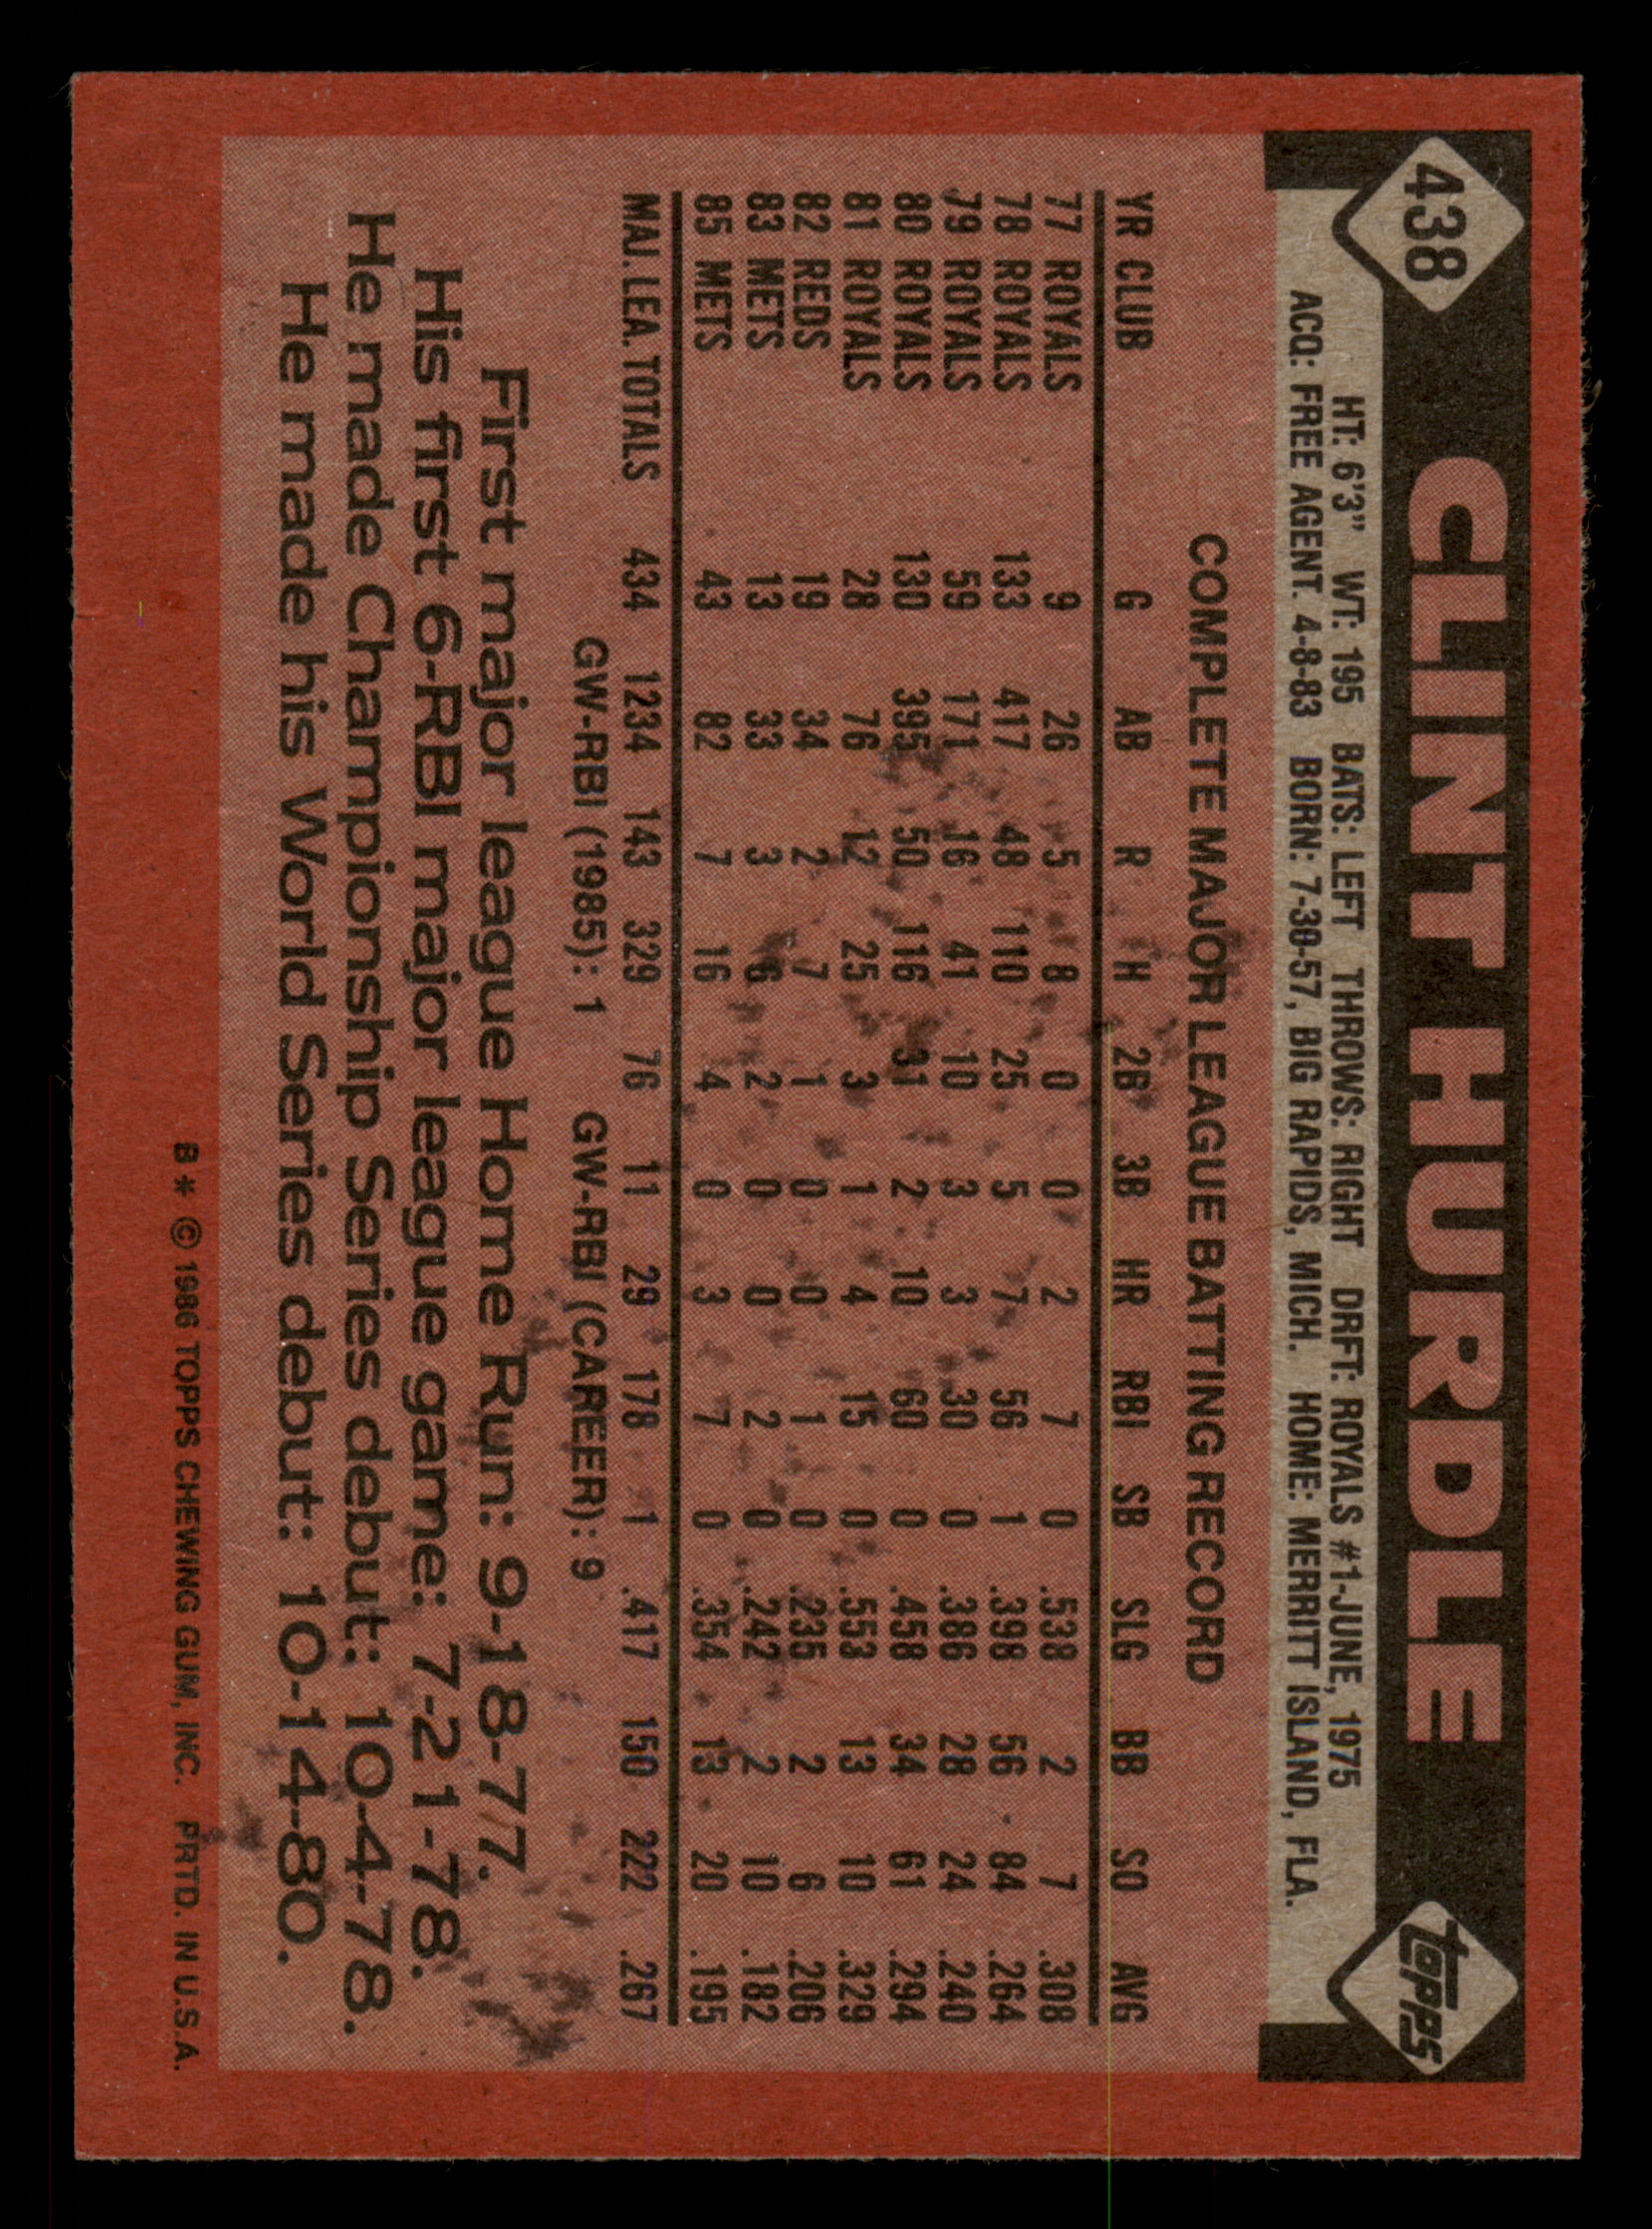 438 CLINT HURDLE topps
HT: 6'3" WT: 195 BATS: LEFT THROWS: RIGHT DRFT: ROYALS #1-JUNE, 1975
ACQ: FREE AGENT. 4-8-83 BORN: 7-30-57, BIG RAPIDS, MICH. HOME: MERRITT ISLAND, FLA.
COMPLETE MAJOR LEAGUE BATTING RECORD
YR CLUB G AB R H 2B 3B HR RBI SB SLG BB SO AVG
77 ROYALS 9 26 5 8 0 0 2 7 0 .538 2 7 .308
78 ROYALS 133 417 48 110 25 5 7 56 1 .398 56 84 .264
79 ROYALS 59 171 16 41 10 3 3 30 0 .386 28 24 .240
80 ROYALS 130 395 50 116 31 2 10 60 0 .458 34 61 .294
81 ROYALS 28 76 12 25 3 1 4 15 0 .553 13 10 .329
82 REDS 19 34 2 7 1 0 0 1 0 .235 2 6 .206
83 METS 13 33 3 6 2 0 0 2 0 .242 2 10 .182
85 METS 43 82 7 16 4 0 3 7 0 .354 13 20 .195
MAJ. LEA. TOTALS 434 1234 143 329 76 11 29 178 1 .417 150 222 .267
GW-RBI (1985): 1 GW-RBI (CAREER): 9
First major league Home Run: 9-18-77.
His first 6-RBI major league game: 7-21-78.
He made Championship Series debut: 10-4-78.
He made his World Series debut: 10-14-80.
B* © 1986 TOPPS CHEWING GUM, INC. PRTD. IN U.S.A.